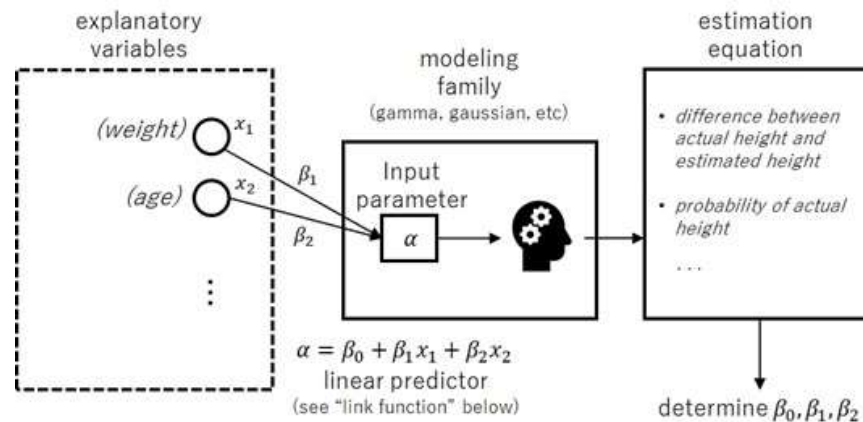 explanatory
variables
(weight)
x₁
(age)
x₂
⋮
β₁
β₂
modeling
family
(gamma, gaussian, etc)
Input
parameter
α
α = β₀ + β₁x₁ + β₂x₂
linear predictor
(see “link function” below)
estimation
equation
• difference between
actual height and
estimated height
• probability of actual
height
. . .
determine β₀, β₁, β₂